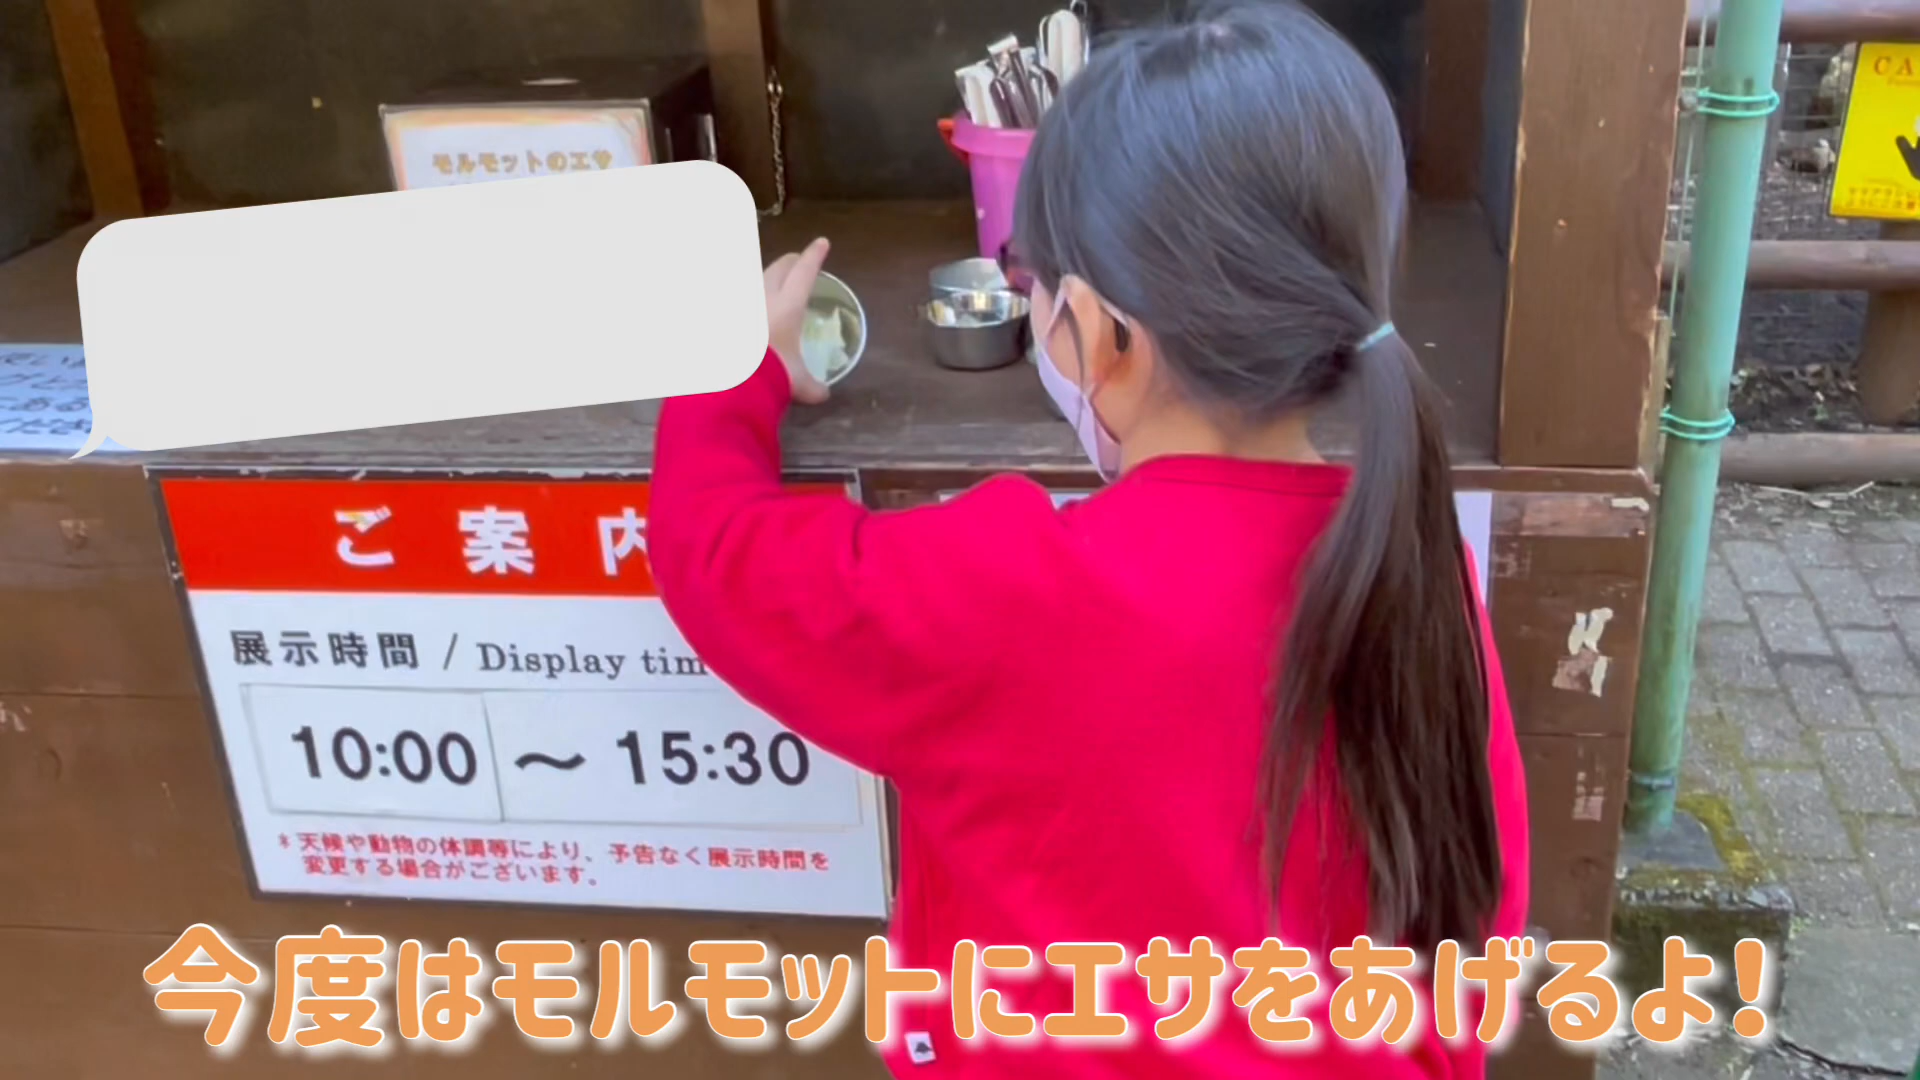 モルモットのエサ
CA
ご案内
展示時間 / Display tim
10:00 ～ 15:30
* 天候や動物の体調等により、予告なく展示時間を
変更する場合がございます。
今度はモルモットにエサをあげるよ!